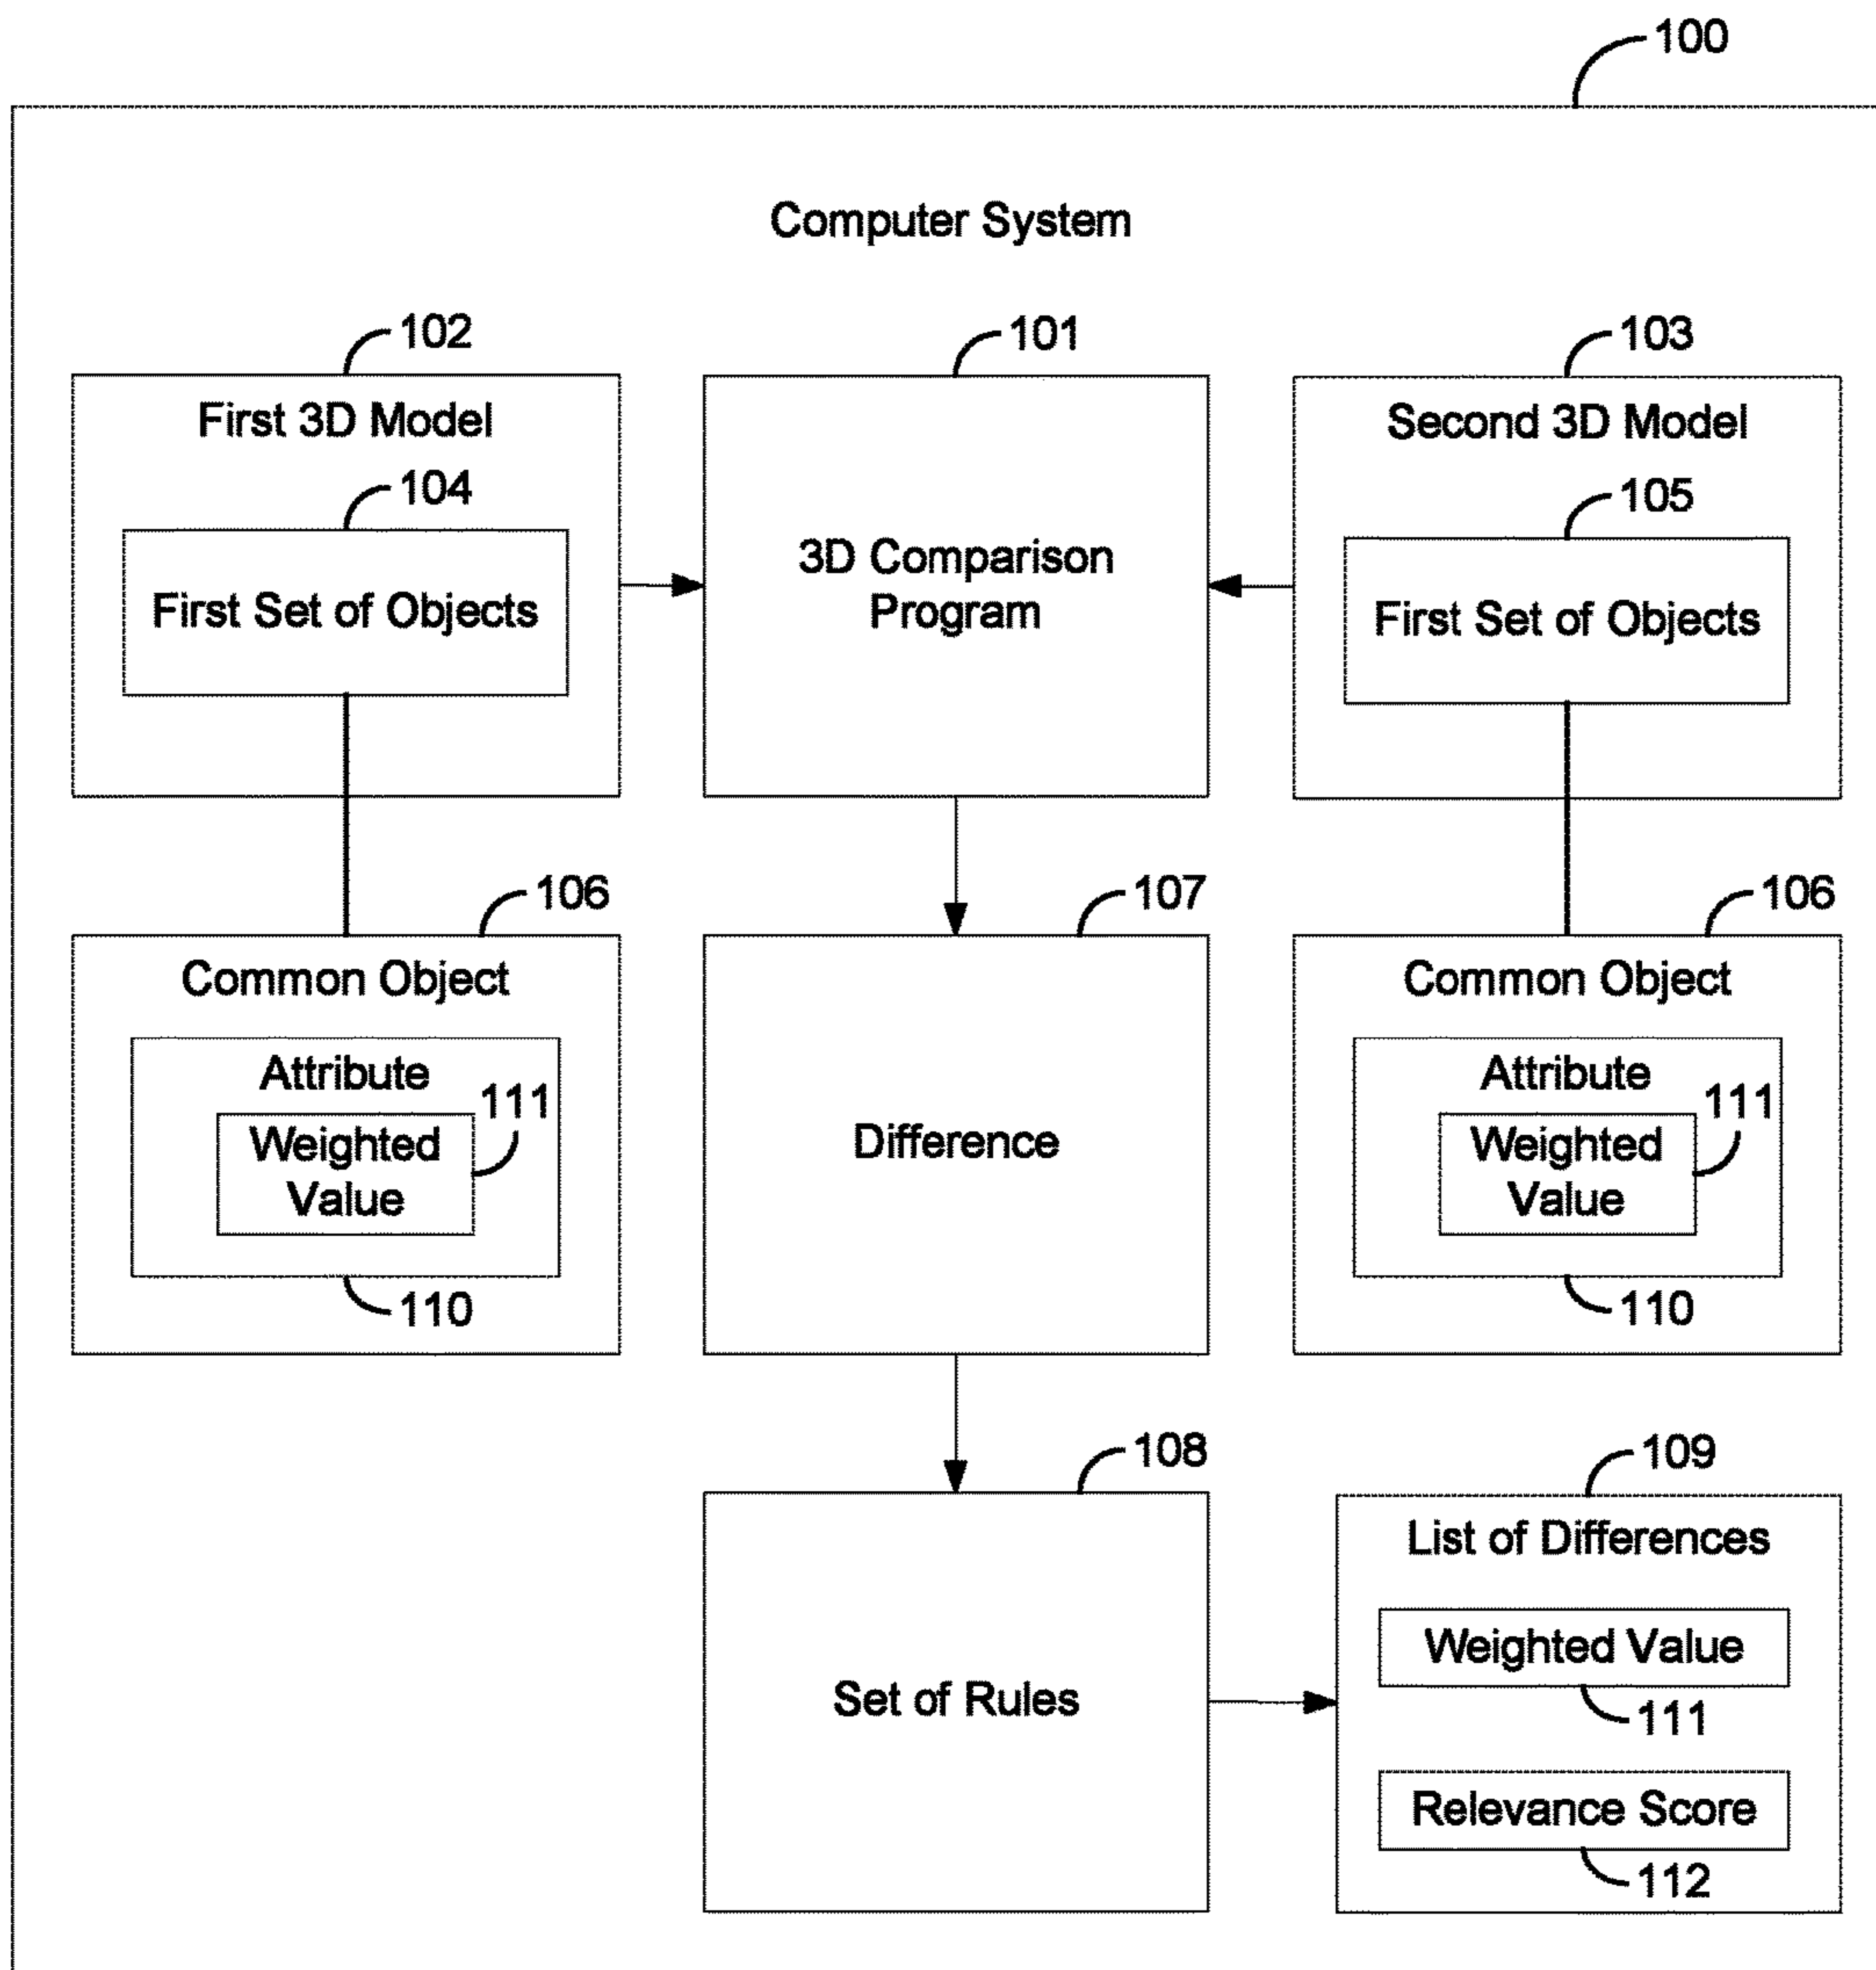 100
Computer System
102
101
103
First 3D Model
Second 3D Model
104
105
3D Comparison
Program
First Set of Objects
First Set of Objects
106
107
106
Common Object
Common Object
Attribute
Attribute
111
111
Weighted
Value
Difference
Weighted
Value
110
110
108
109
List of Differences
Weighted Value
Set of Rules
111
Relevance Score
112